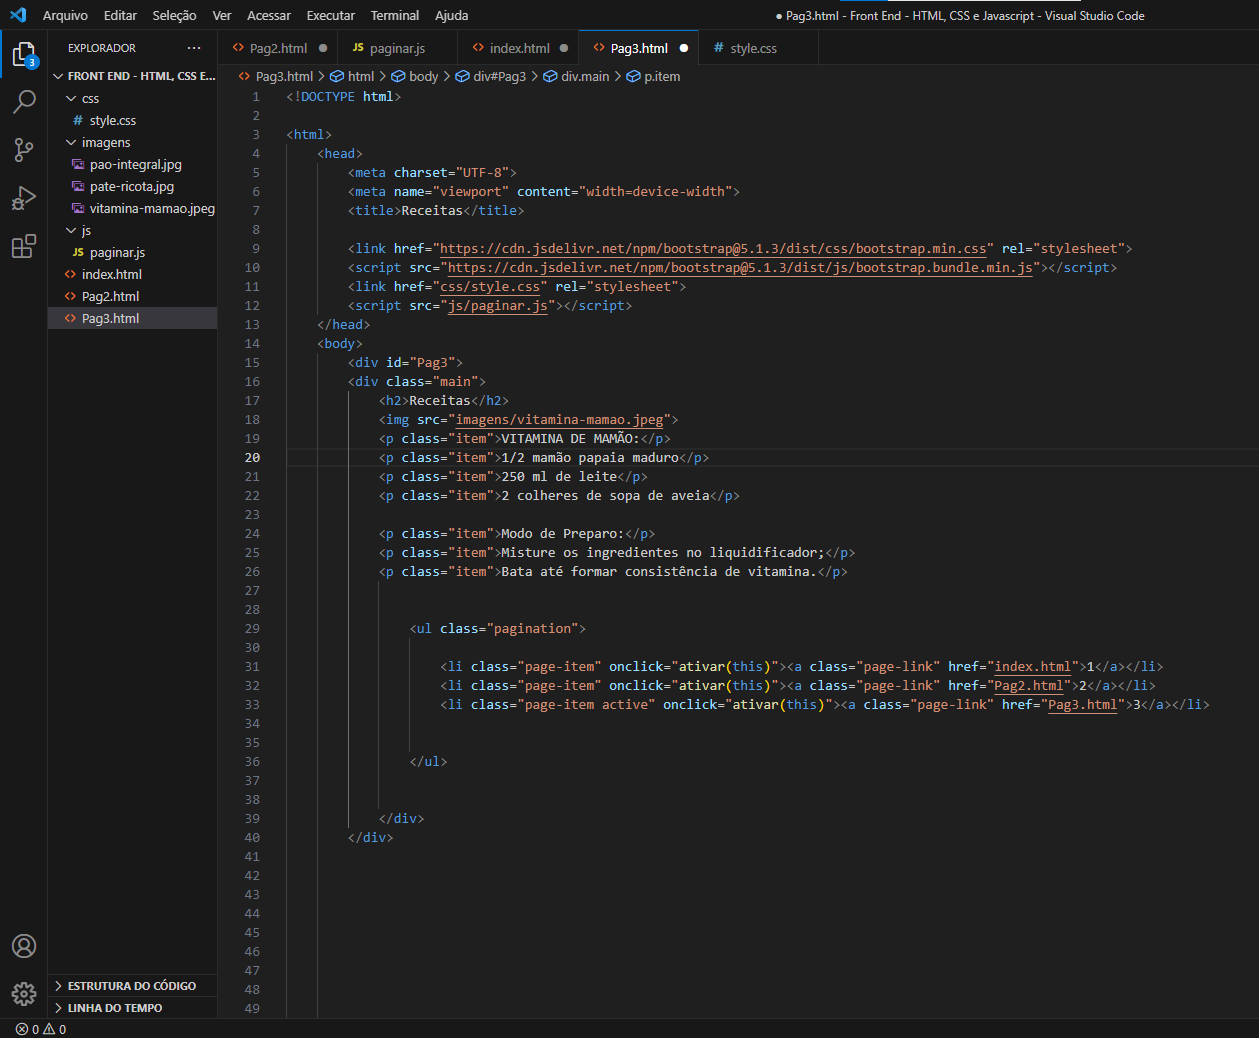 Arquivo Editar Seleção Ver Acessar Executar Terminal Ajuda ● Pag3.html - Front End - HTML, CSS e Javascript - Visual Studio Code
EXPLORADOR ···
3
FRONT END - HTML, CSS E...
css
# style.css
imagens
pao-integral.jpg
pate-ricota.jpg
vitamina-mamao.jpeg
js
JS paginar.js
<> index.html
<> Pag2.html
<> Pag3.html
ESTRUTURA DO CÓDIGO
LINHA DO TEMPO
<> Pag2.html ● JS paginar.js <> index.html ● <> Pag3.html ● # style.css
<> Pag3.html > html > body > div#Pag3 > div.main > p.item
1 <!DOCTYPE html>
2
3 <html>
4 <head>
5 <meta charset="UTF-8">
6 <meta name="viewport" content="width=device-width">
7 <title>Receitas</title>
8
9 <link href="https://cdn.jsdelivr.net/npm/bootstrap@5.1.3/dist/css/bootstrap.min.css" rel="stylesheet">
10 <script src="https://cdn.jsdelivr.net/npm/bootstrap@5.1.3/dist/js/bootstrap.bundle.min.js"></script>
11 <link href="css/style.css" rel="stylesheet">
12 <script src="js/paginar.js"></script>
13 </head>
14 <body>
15 <div id="Pag3">
16 <div class="main">
17 <h2>Receitas</h2>
18 <img src="imagens/vitamina-mamao.jpeg">
19 <p class="item">VITAMINA DE MAMÃO:</p>
20 <p class="item">1/2 mamão papaia maduro</p>
21 <p class="item">250 ml de leite</p>
22 <p class="item">2 colheres de sopa de aveia</p>
23
24 <p class="item">Modo de Preparo:</p>
25 <p class="item">Misture os ingredientes no liquidificador;</p>
26 <p class="item">Bata até formar consistência de vitamina.</p>
27
28
29 <ul class="pagination">
30
31 <li class="page-item" onclick="ativar(this)"><a class="page-link" href="index.html">1</a></li>
32 <li class="page-item" onclick="ativar(this)"><a class="page-link" href="Pag2.html">2</a></li>
33 <li class="page-item active" onclick="ativar(this)"><a class="page-link" href="Pag3.html">3</a></li>
34
35
36 </ul>
37
38
39 </div>
40 </div>
41
42
43
44
45
46
47
48
49
0 0